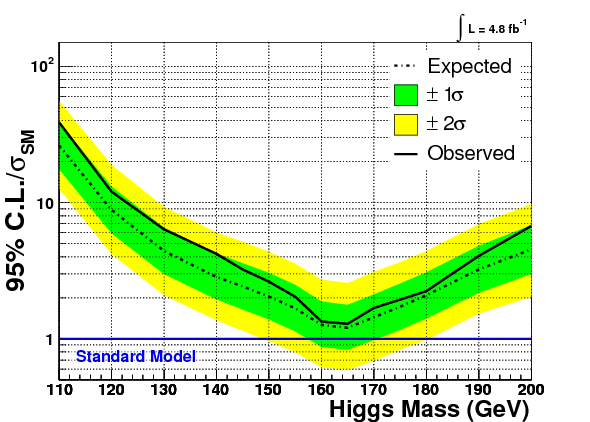 ∫ L = 4.8 fb⁻¹
Expected
± 1σ
± 2σ
Observed
95% C.L./σSM
10²
10
1
Standard Model
110 120 130 140 150 160 170 180 190 200
Higgs Mass (GeV)